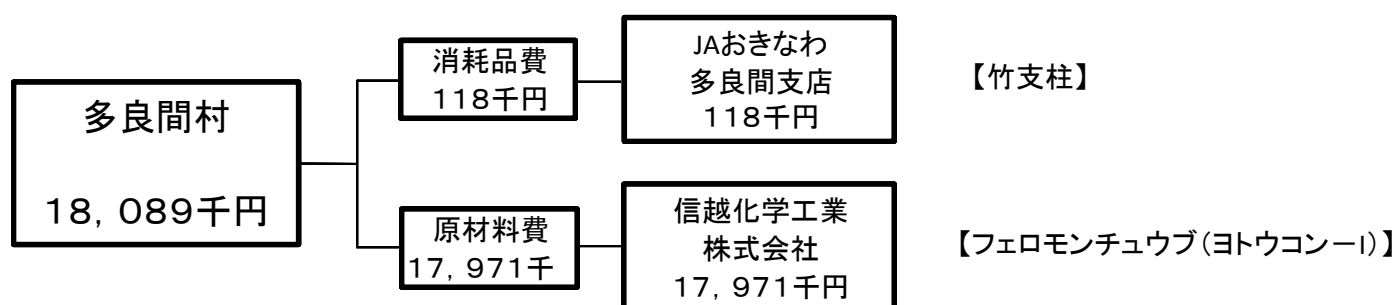 多良間村
18，089千円
消耗品費
118千円
JAおきなわ
多良間支店
118千円
【竹支柱】
原材料費
17，971千
信越化学工業
株式会社
17，971千円
【フェロモンチュウブ（ヨトウコンーI）】